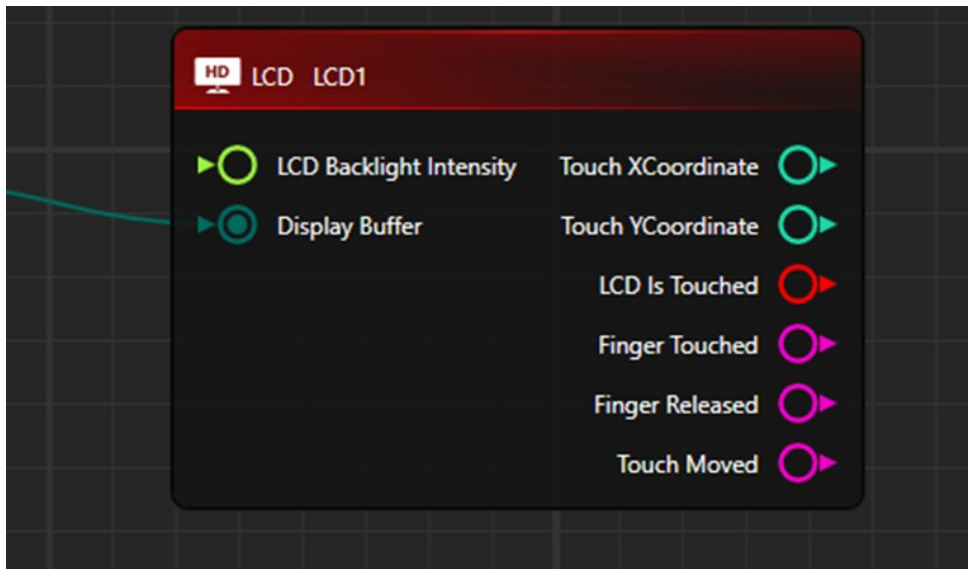 HD LCD LCD1
LCD Backlight Intensity Touch XCoordinate
Display Buffer Touch YCoordinate
LCD Is Touched
Finger Touched
Finger Released
Touch Moved